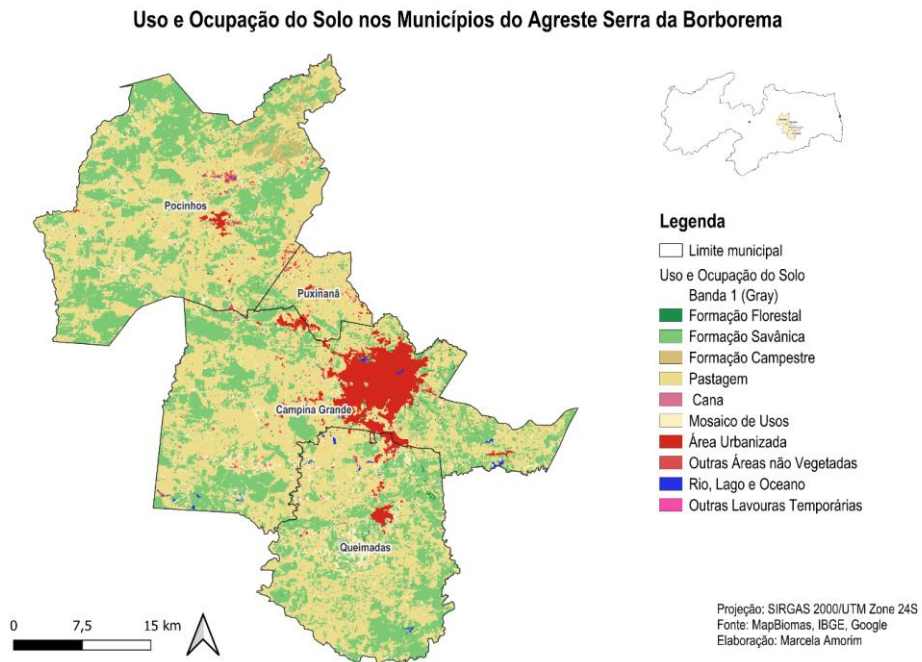 Uso e Ocupação do Solo nos Municípios do Agreste Serra da Borborema
Pocinhos
Puxinanã
Campina Grande
Queimadas
Legenda
Limite municipal
Uso e Ocupação do Solo
Banda 1 (Gray)
Formação Florestal
Formação Savânica
Formação Campestre
Pastagem
Cana
Mosaico de Usos
Área Urbanizada
Outras Áreas não Vegetadas
Rio, Lago e Oceano
Outras Lavouras Temporárias
0 7,5 15 km
Projeção: SIRGAS 2000/UTM Zone 24S
Fonte: MapBiomas, IBGE, Google
Elaboração: Marcela Amorim